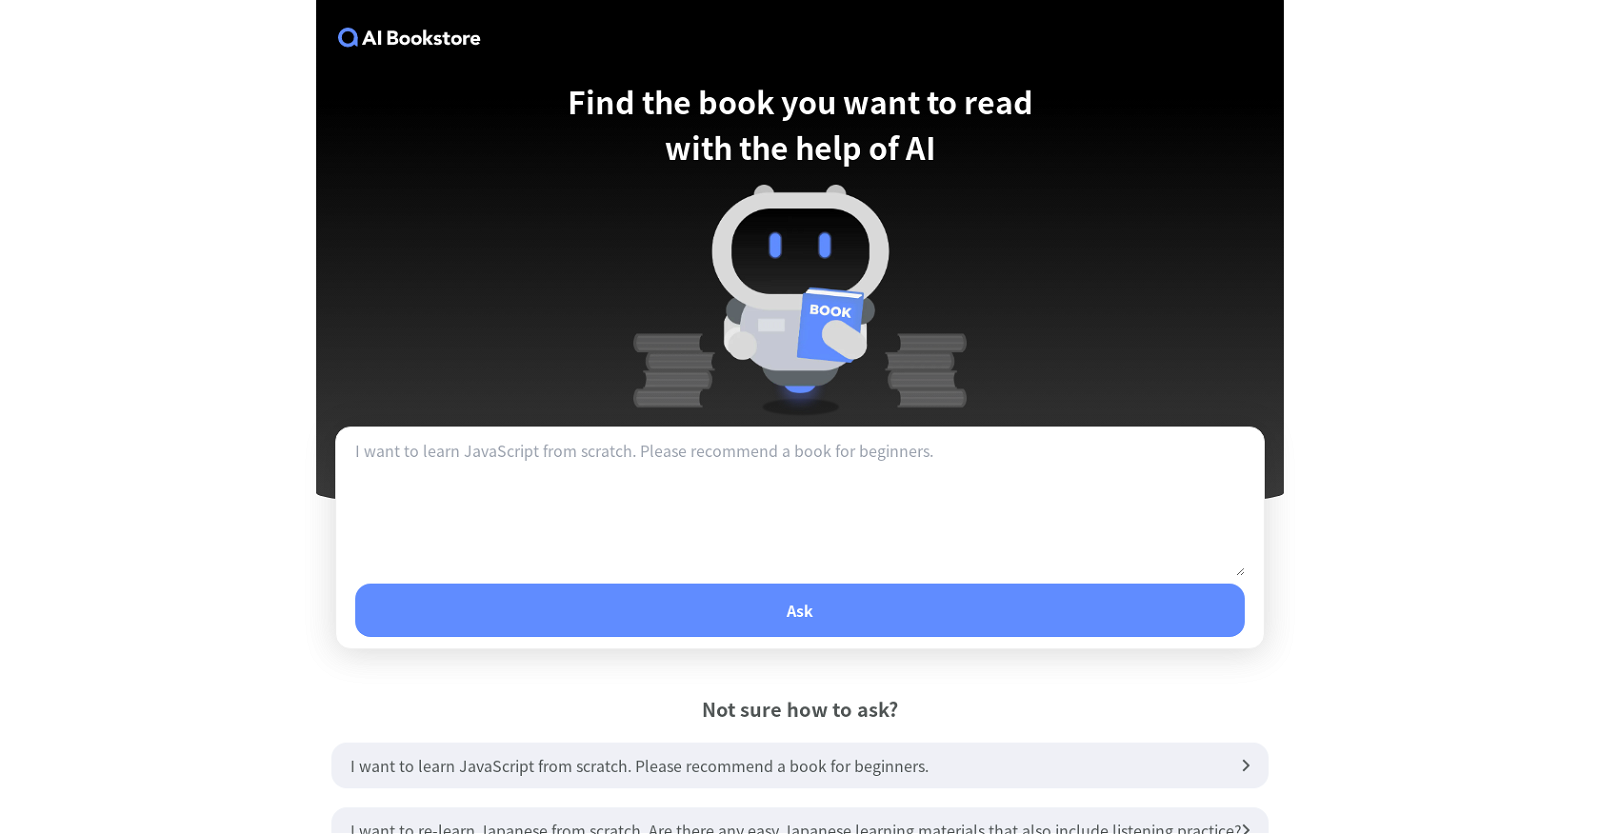 AI Bookstore
Find the book you want to read
with the help of AI
BOOK
I want to learn JavaScript from scratch. Please recommend a book for beginners.
Ask
Not sure how to ask?
I want to learn JavaScript from scratch. Please recommend a book for beginners.
I want to re-learn Japanese from scratch. Are there any easy Japanese learning materials that also include listening practice?